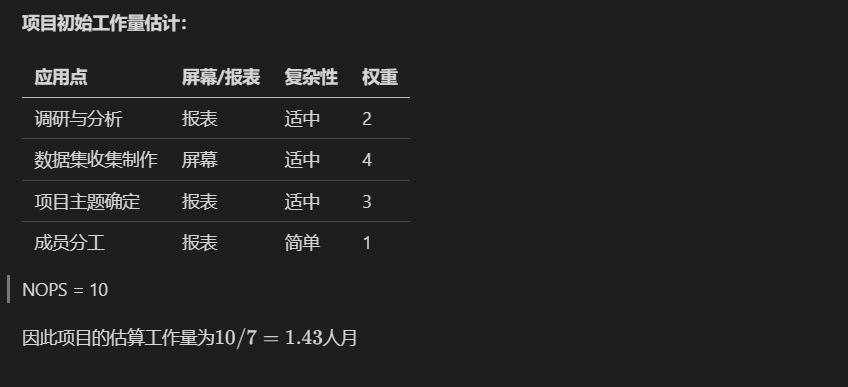 项目初始工作量估计：
应用点 屏幕/报表 复杂性 权重
调研与分析 报表 适中 2
数据集收集制作 屏幕 适中 4
项目主题确定 报表 适中 3
成员分工 报表 简单 1
NOPS = 10
因此项目的估算工作量为10/7 = 1.43人月